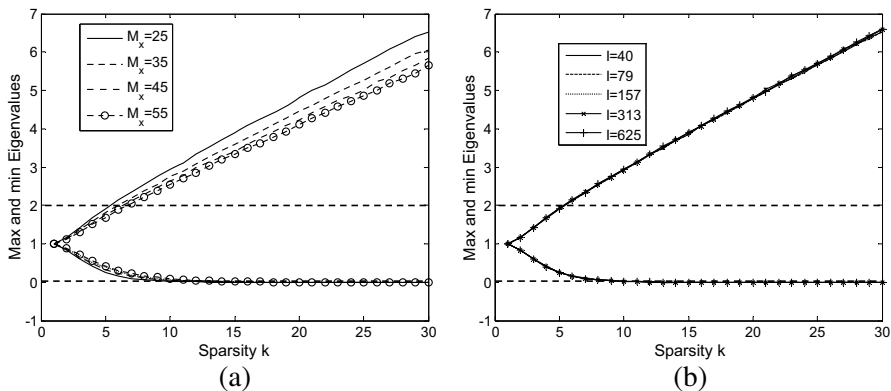 7
6
5
4
3
2
1
0
-1
Max and min Eigenvalues
M_x=25
M_x=35
M_x=45
M_x=55
0 5 10 15 20 25 30
Sparsity k
(a)
7
6
5
4
3
2
1
0
-1
Max and min Eigenvalues
I=40
I=79
I=157
I=313
I=625
0 5 10 15 20 25 30
Sparsity k
(b)